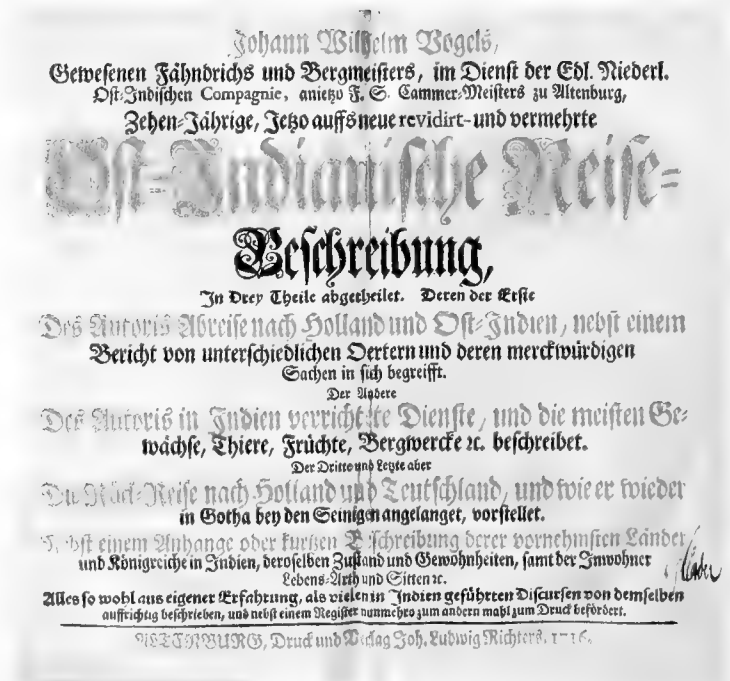 Johann Wilhelm Vogels,
Gewesenen Fähndrichs und Bergmeisters, im Dienst der Edl. Niederl.
Ost-Indischen Compagnie, anietzo F. S. Cammer-Meisters zu Altenburg,
Zehen-Jährige, Jetzo auffs neue revidirt- und vermehrte
Ost-Indianische Reise-
Beschreibung,
In Drey Theile abgetheilet. Deren der Erste
Des Autoris Abreise nach Holland und Ost-Indien, nebst einem
Bericht von unterschiedlichen Oertern und deren merckwürdigen
Sachen in sich begreifft.
Der Andere
Des Autoris in Indien verrichtete Dienste, und die meisten Ge-
wächse, Thiere, Früchte, Bergwercke ꝛc. beschreibet.
Der Dritte und Letzte aber
Die Rück-Reise nach Holland und Teutschland, und wie er wieder
in Gotha bey den Seinigen angelanget, vorstellet.
Nebst einem Anhange oder kurtzen Beschreibung derer vornehmsten Länder
und Königreiche in Indien, deroselben Zustand und Gewohnheiten, samt der Inwohner
Lebens-Arth und Sitten ꝛc.
Alles so wohl aus eigener Erfahrung, als vielen in Indien geführten Discursen von demselben
auffrichtig beschrieben, und nebst einem Register nunmehro zum andern mahl zum Druck befördert.
ALTENBURG, Druck und Verlag Joh. Ludwig Richters. 1716.